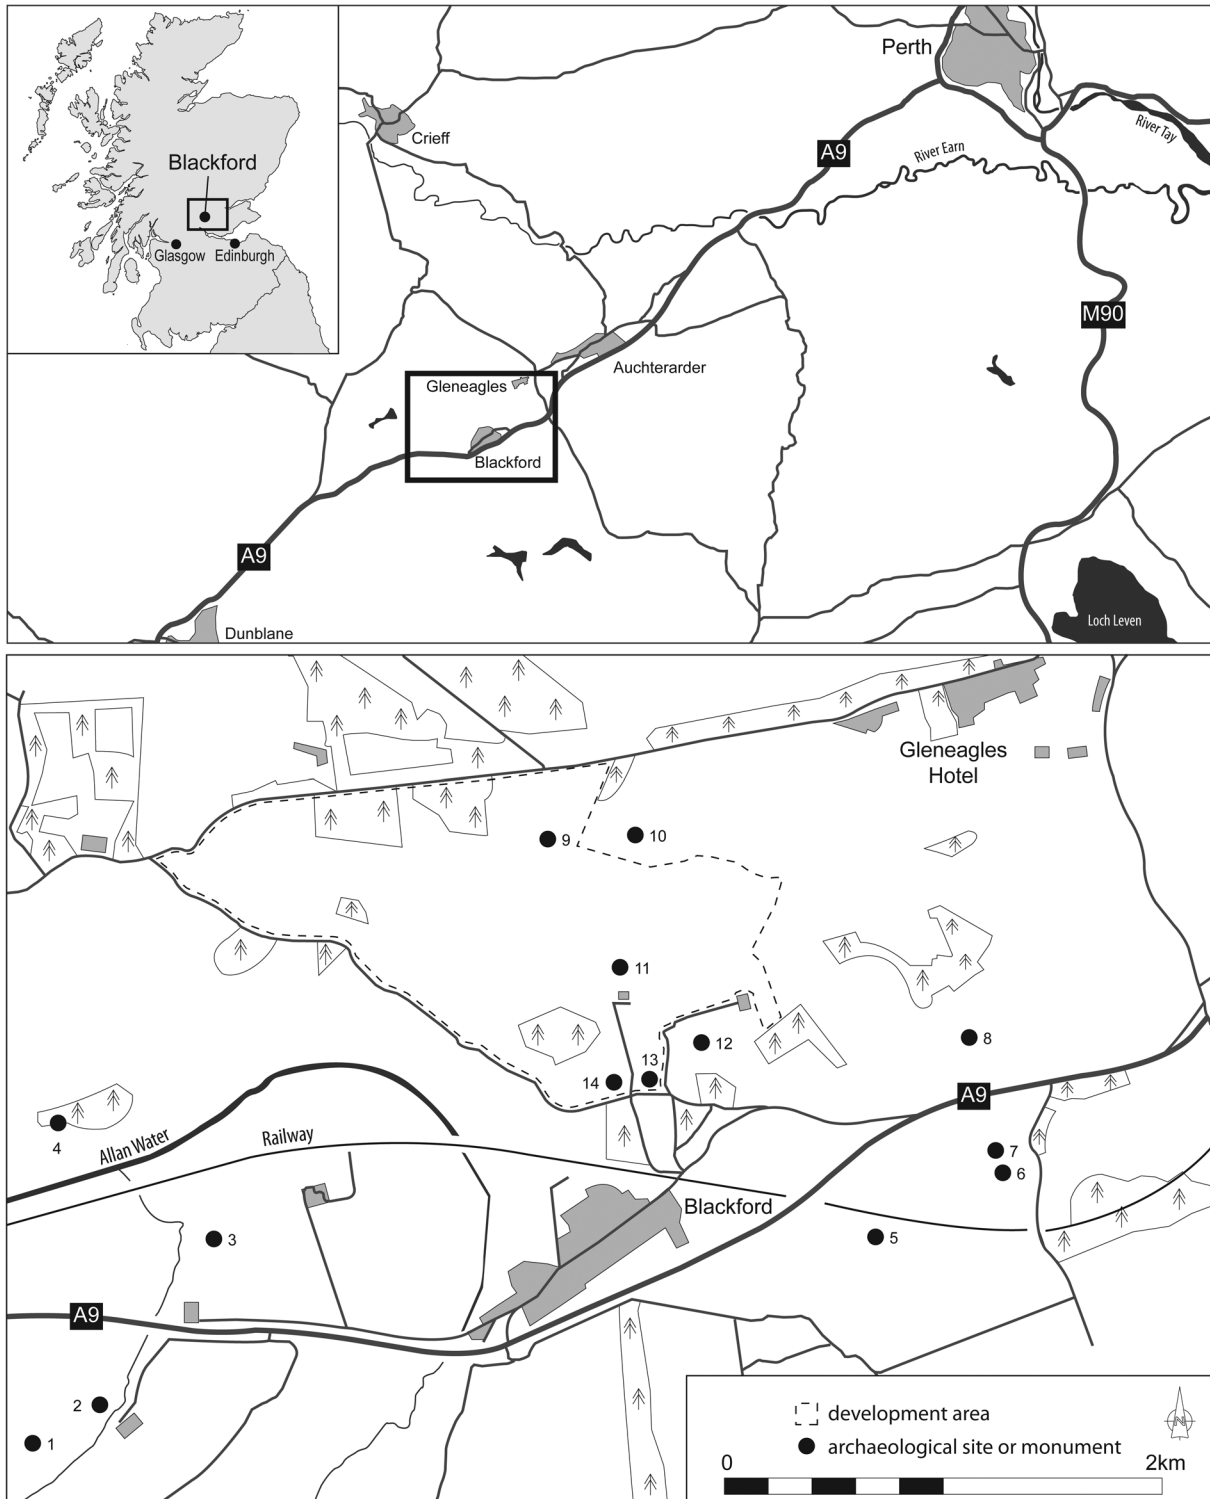 Blackford
Glasgow
Edinburgh
Perth
Crieff
A9
River Earn
River Tay
M90
Auchterarder
Gleneagles
Blackford
A9
Dunblane
Loch Leven
Gleneagles
Hotel
9
10
11
12
8
13
14
A9
4
Allan Water
Railway
7
6
Blackford
3
5
A9
2
1
development area
archaeological site or monument
N
0
2km